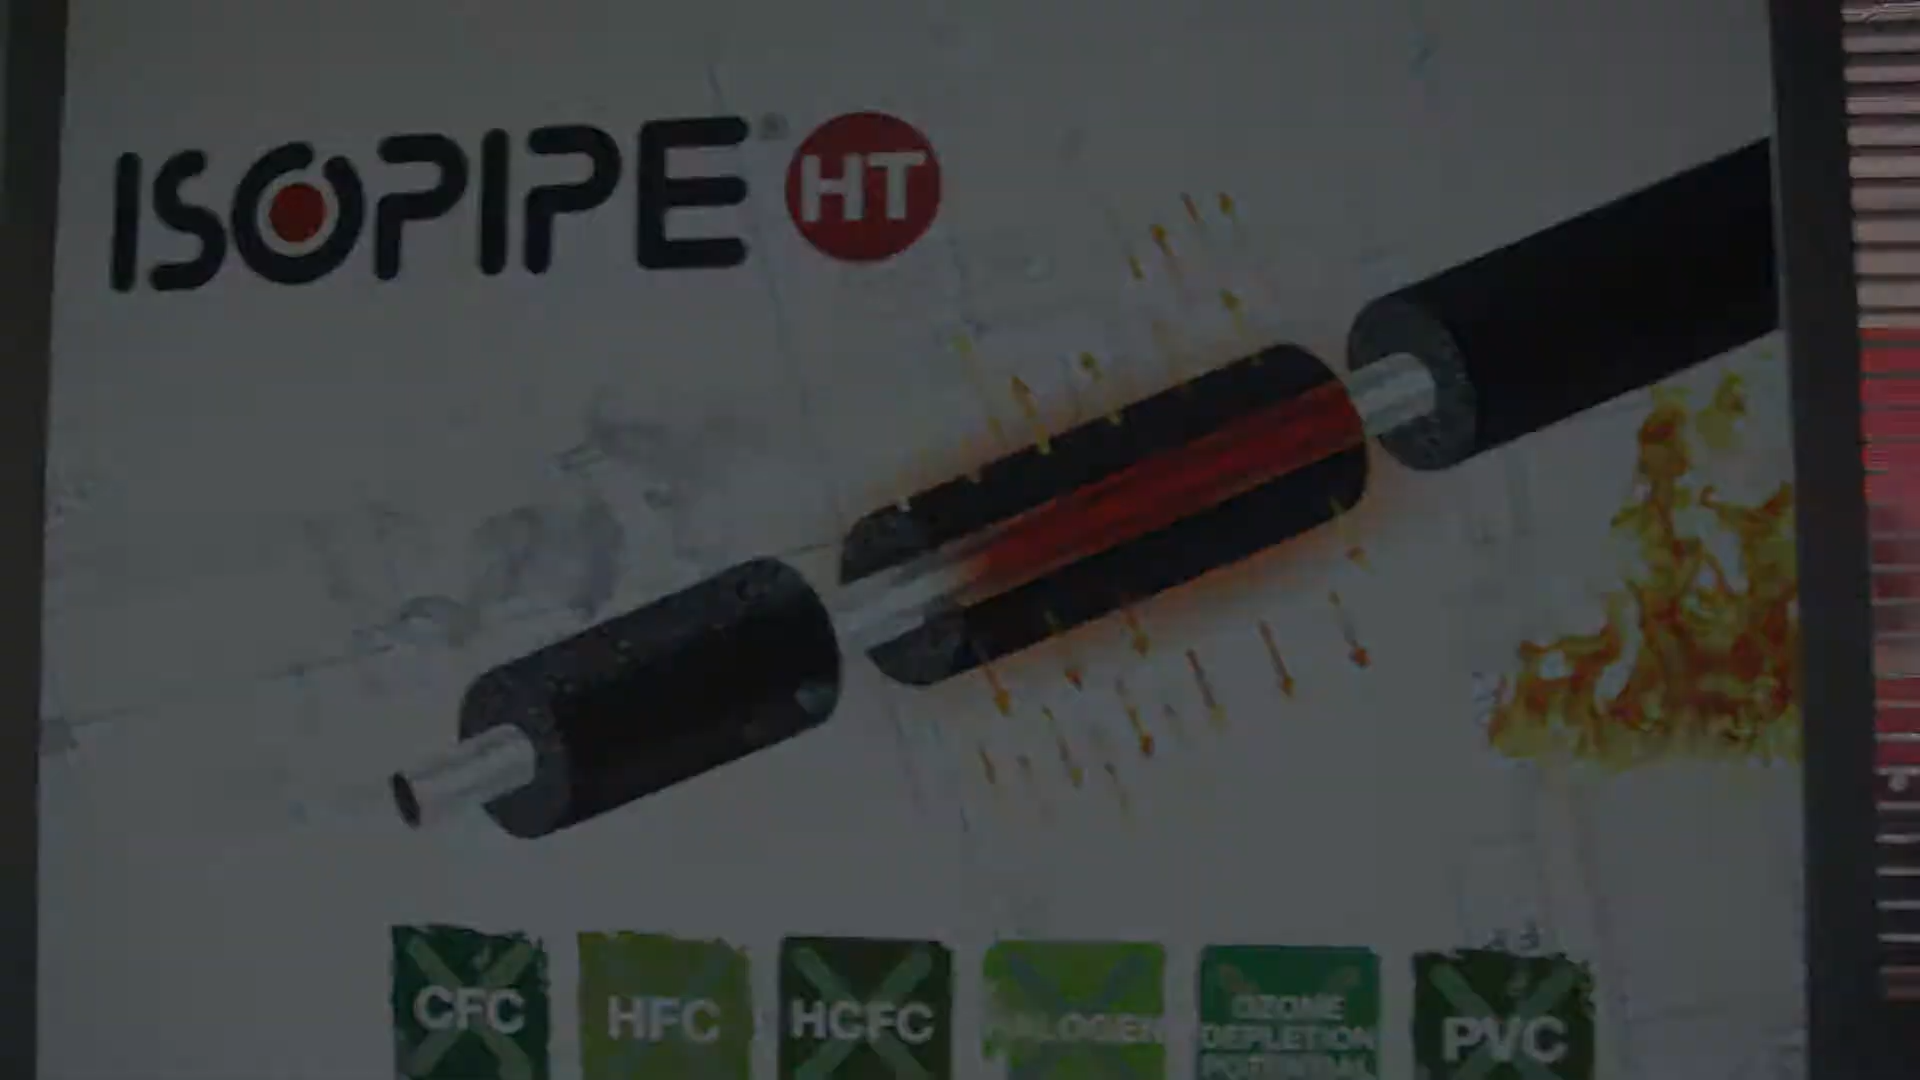 ISOPIPE® HT
CFC
HFC
HCFC
HALOGEN
OZONE
DEPLETION
POTENTIAL
PVC